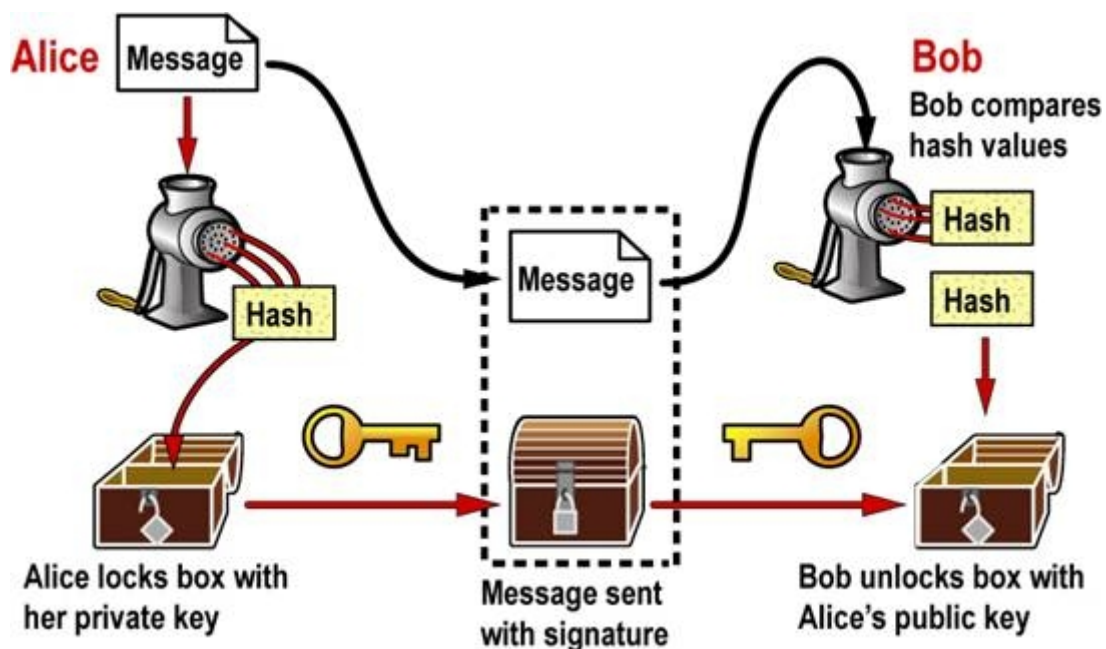 Alice
Message
Bob
Bob compares
hash values
Hash
Message
Hash
Hash
Alice locks box with
her private key
Message sent
with signature
Bob unlocks box with
Alice's public key